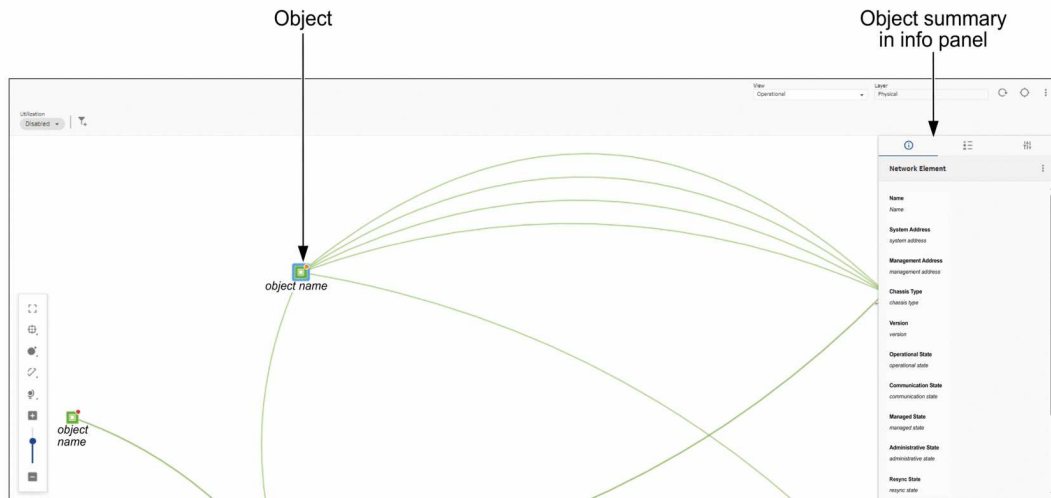 Object
Object summary
in info panel
View
Operational
Layer
Physical
Utilization
Disabled
Network Element
Name
Name
System Address
system address
Management Address
management address
Chassis Type
chassis type
Version
version
Operational State
operational state
Communication State
communication state
Managed State
managed state
Administrative State
administrative state
Resync State
resync state
object name
object
name